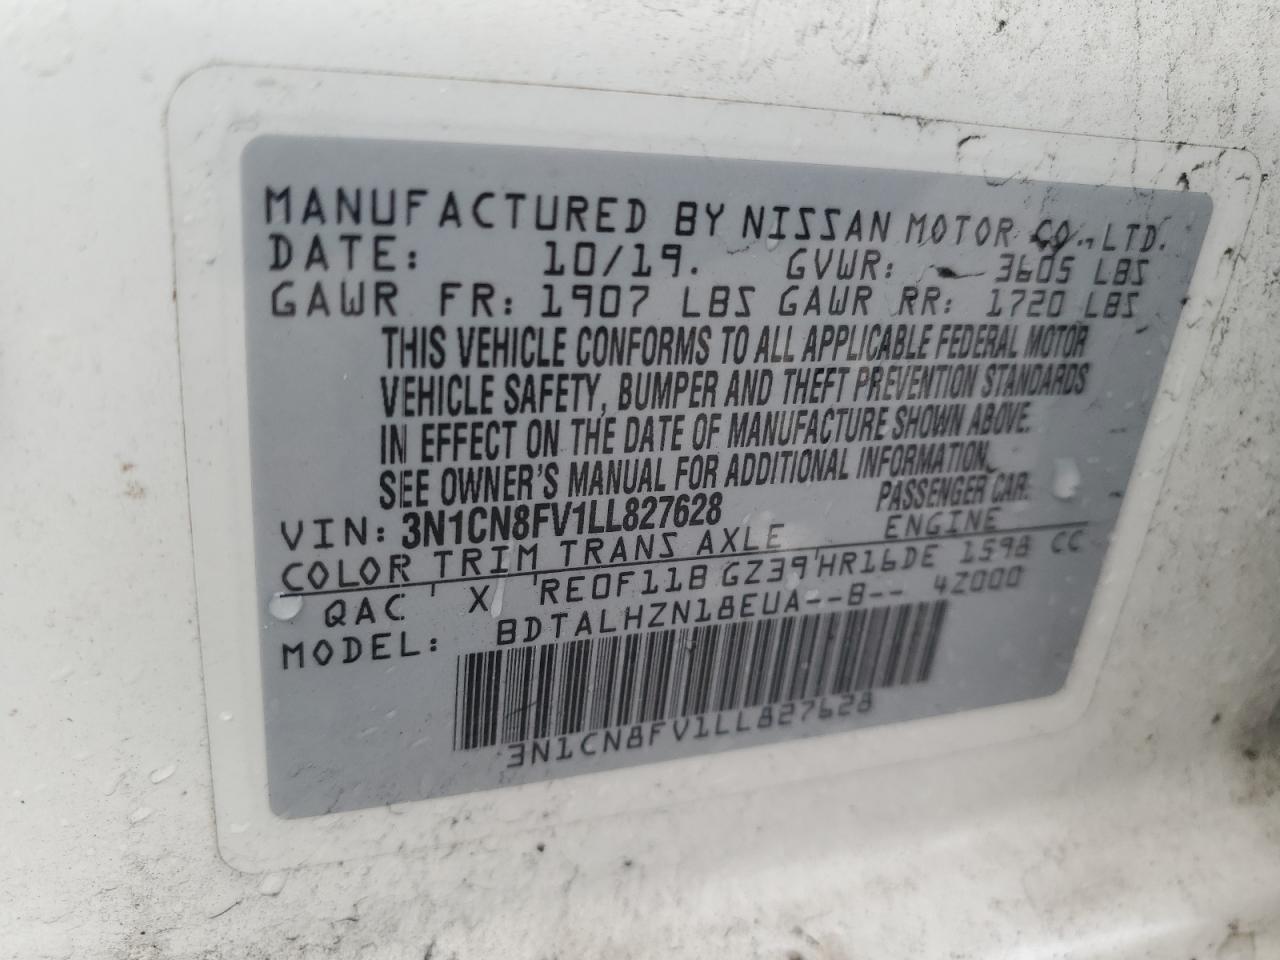 MANUFACTURED BY NISSAN MOTOR CO., LTD.
DATE: 10/19. GVWR: 3605 LBS
GAWR FR: 1907 LBS GAWR RR: 1720 LBS
THIS VEHICLE CONFORMS TO ALL APPLICABLE FEDERAL MOTOR
VEHICLE SAFETY, BUMPER AND THEFT PREVENTION STANDARDS
IN EFFECT ON THE DATE OF MANUFACTURE SHOWN ABOVE.
SEE OWNER'S MANUAL FOR ADDITIONAL INFORMATION.
VIN: 3N1CN8FV1LL827628 PASSENGER CAR
COLOR TRIM TRANS AXLE ENGINE
QAC ' X ' RE0F11B GZ39 ' HR16DE 1598 CC
MODEL: BDTALHZN18EUA--B-- 4Z000
3N1CN8FV1LL827628